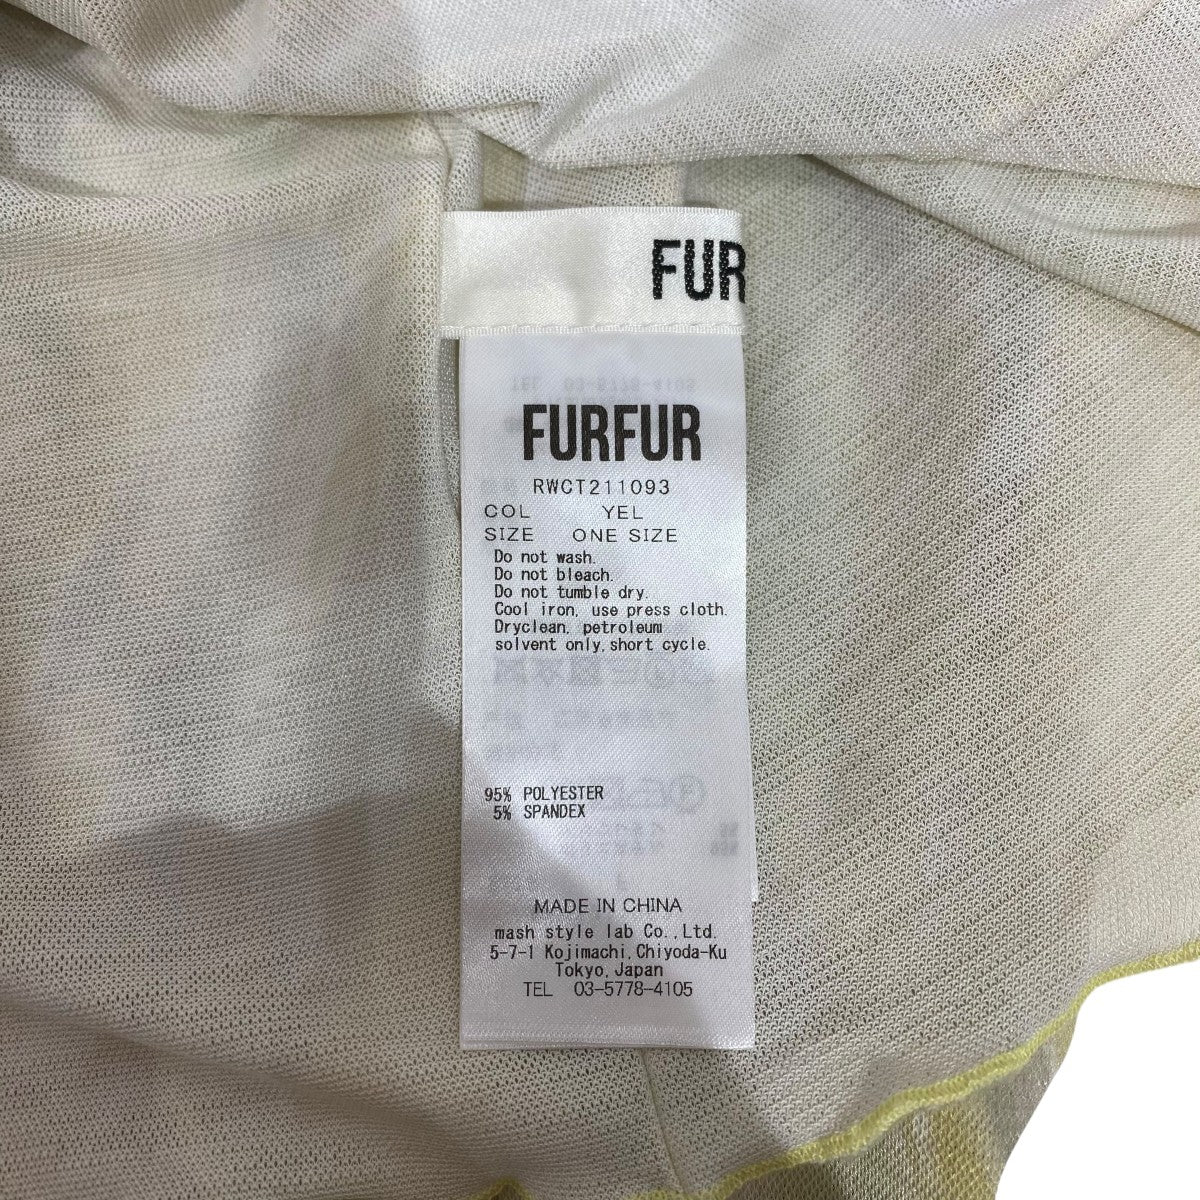 FUR
FURFUR
RWCT211093
COL YEL
SIZE ONE SIZE
Do not wash.
Do not bleach.
Do not tumble dry.
Cool iron, use press cloth.
Dryclean, petroleum
solvent only, short cycle.
95% POLYESTER
5% SPANDEX
MADE IN CHINA
mash style lab Co., Ltd.
5-7-1 Kojimachi, Chiyoda-Ku
Tokyo, Japan
TEL 03-5778-4105